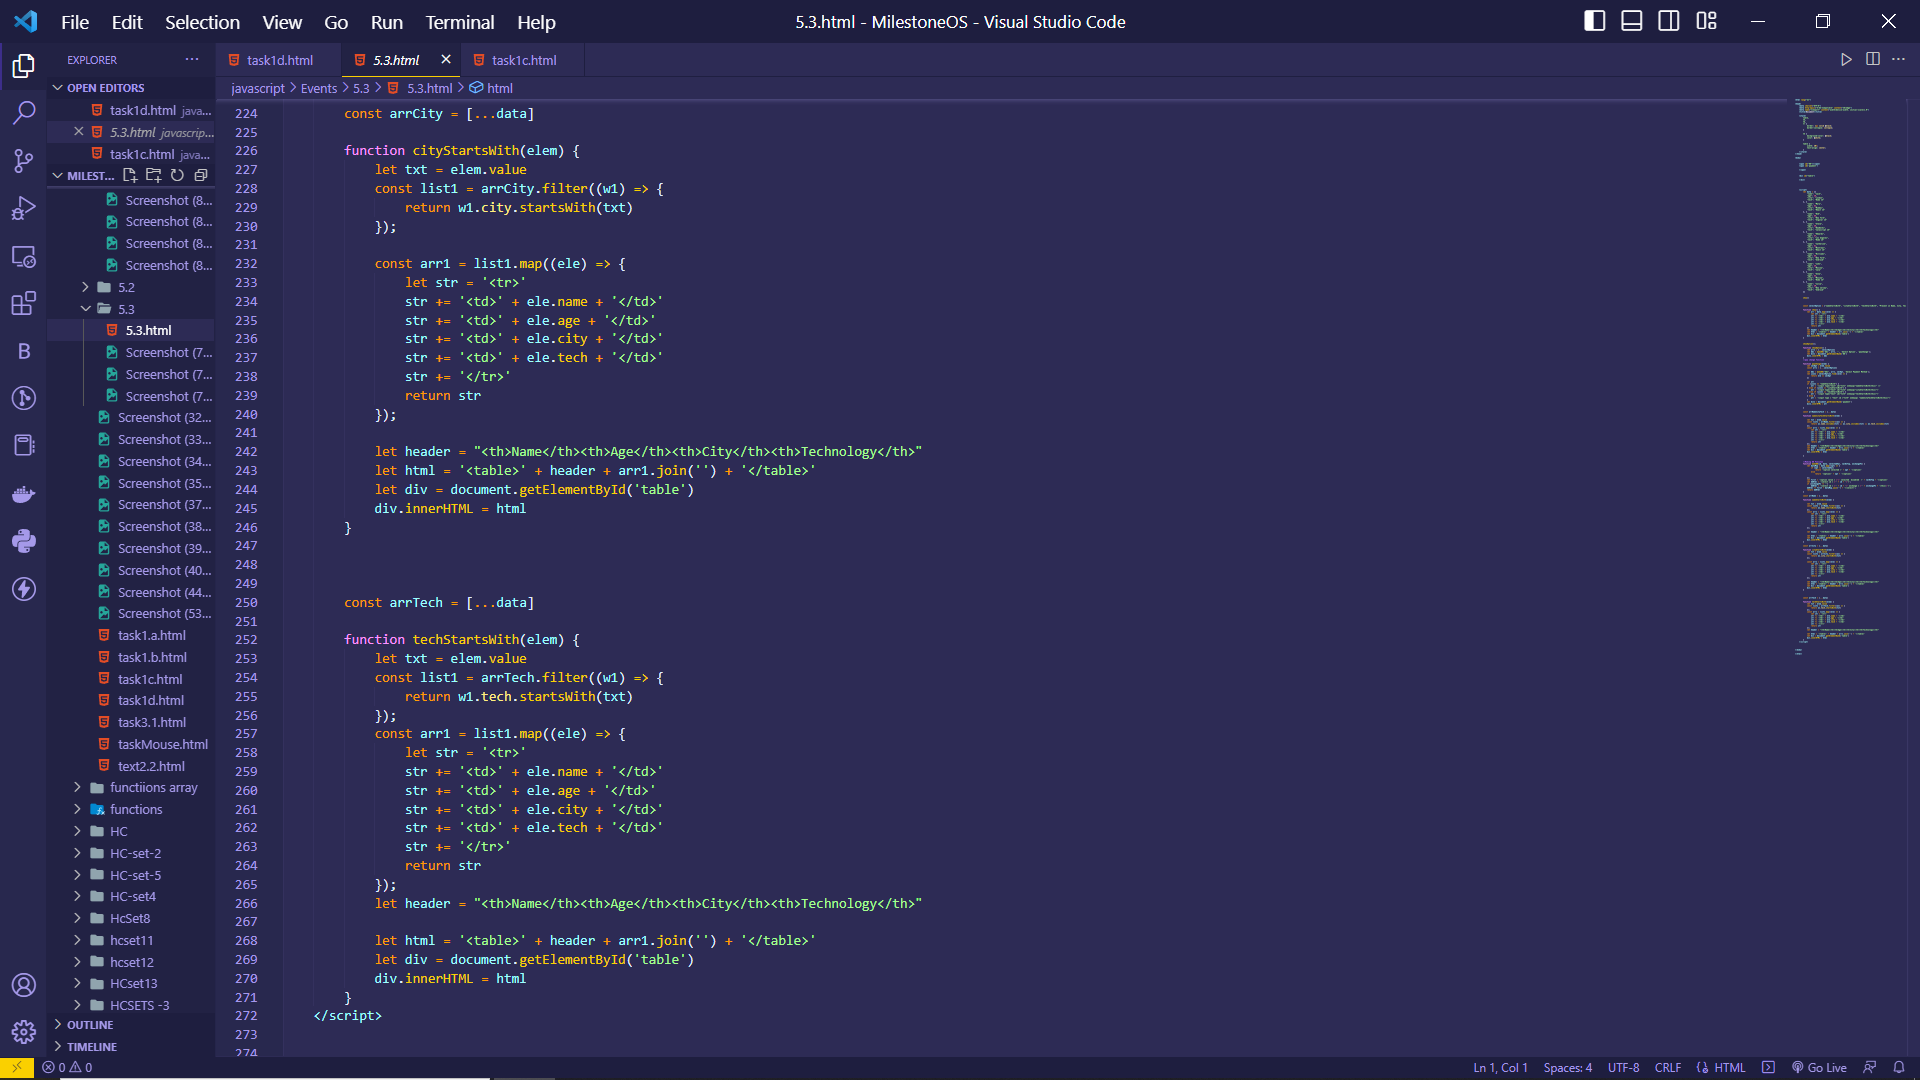 File Edit Selection View Go Run Terminal Help
5.3.html - MilestoneOS - Visual Studio Code
EXPLORER
OPEN EDITORS
task1d.html java...
5.3.html javascrip...
task1c.html java...
MILEST...
Screenshot (8...
Screenshot (8...
Screenshot (8...
Screenshot (8...
5.2
5.3
5.3.html
Screenshot (7...
Screenshot (7...
Screenshot (7...
Screenshot (32...
Screenshot (33...
Screenshot (34...
Screenshot (35...
Screenshot (37...
Screenshot (38...
Screenshot (39...
Screenshot (40...
Screenshot (44...
Screenshot (53...
task1.a.html
task1.b.html
task1c.html
task1d.html
task3.1.html
taskMouse.html
text2.2.html
functiions array
functions
HC
HC-set-2
HC-set-5
HC-set4
HcSet8
hcset11
hcset12
HCset13
HCSETS -3
OUTLINE
TIMELINE
task1d.html 5.3.html task1c.html
javascript > Events > 5.3 > 5.3.html > html
224 const arrCity = [...data]
225
226 function cityStartsWith(elem) {
227 let txt = elem.value
228 const list1 = arrCity.filter((w1) => {
229 return w1.city.startsWith(txt)
230 });
231
232 const arr1 = list1.map((ele) => {
233 let str = '<tr>'
234 str += '<td>' + ele.name + '</td>'
235 str += '<td>' + ele.age + '</td>'
236 str += '<td>' + ele.city + '</td>'
237 str += '<td>' + ele.tech + '</td>'
238 str += '</tr>'
239 return str
240 });
241
242 let header = "<th>Name</th><th>Age</th><th>City</th><th>Technology</th>"
243 let html = '<table>' + header + arr1.join('') + '</table>'
244 let div = document.getElementById('table')
245 div.innerHTML = html
246 }
247
248
249
250 const arrTech = [...data]
251
252 function techStartsWith(elem) {
253 let txt = elem.value
254 const list1 = arrTech.filter((w1) => {
255 return w1.tech.startsWith(txt)
256 });
257 const arr1 = list1.map((ele) => {
258 let str = '<tr>'
259 str += '<td>' + ele.name + '</td>'
260 str += '<td>' + ele.age + '</td>'
261 str += '<td>' + ele.city + '</td>'
262 str += '<td>' + ele.tech + '</td>'
263 str += '</tr>'
264 return str
265 });
266 let header = "<th>Name</th><th>Age</th><th>City</th><th>Technology</th>"
267
268 let html = '<table>' + header + arr1.join('') + '</table>'
269 let div = document.getElementById('table')
270 div.innerHTML = html
271 }
272 </script>
273
274
0 0
Ln 1, Col 1 Spaces: 4 UTF-8 CRLF HTML Go Live